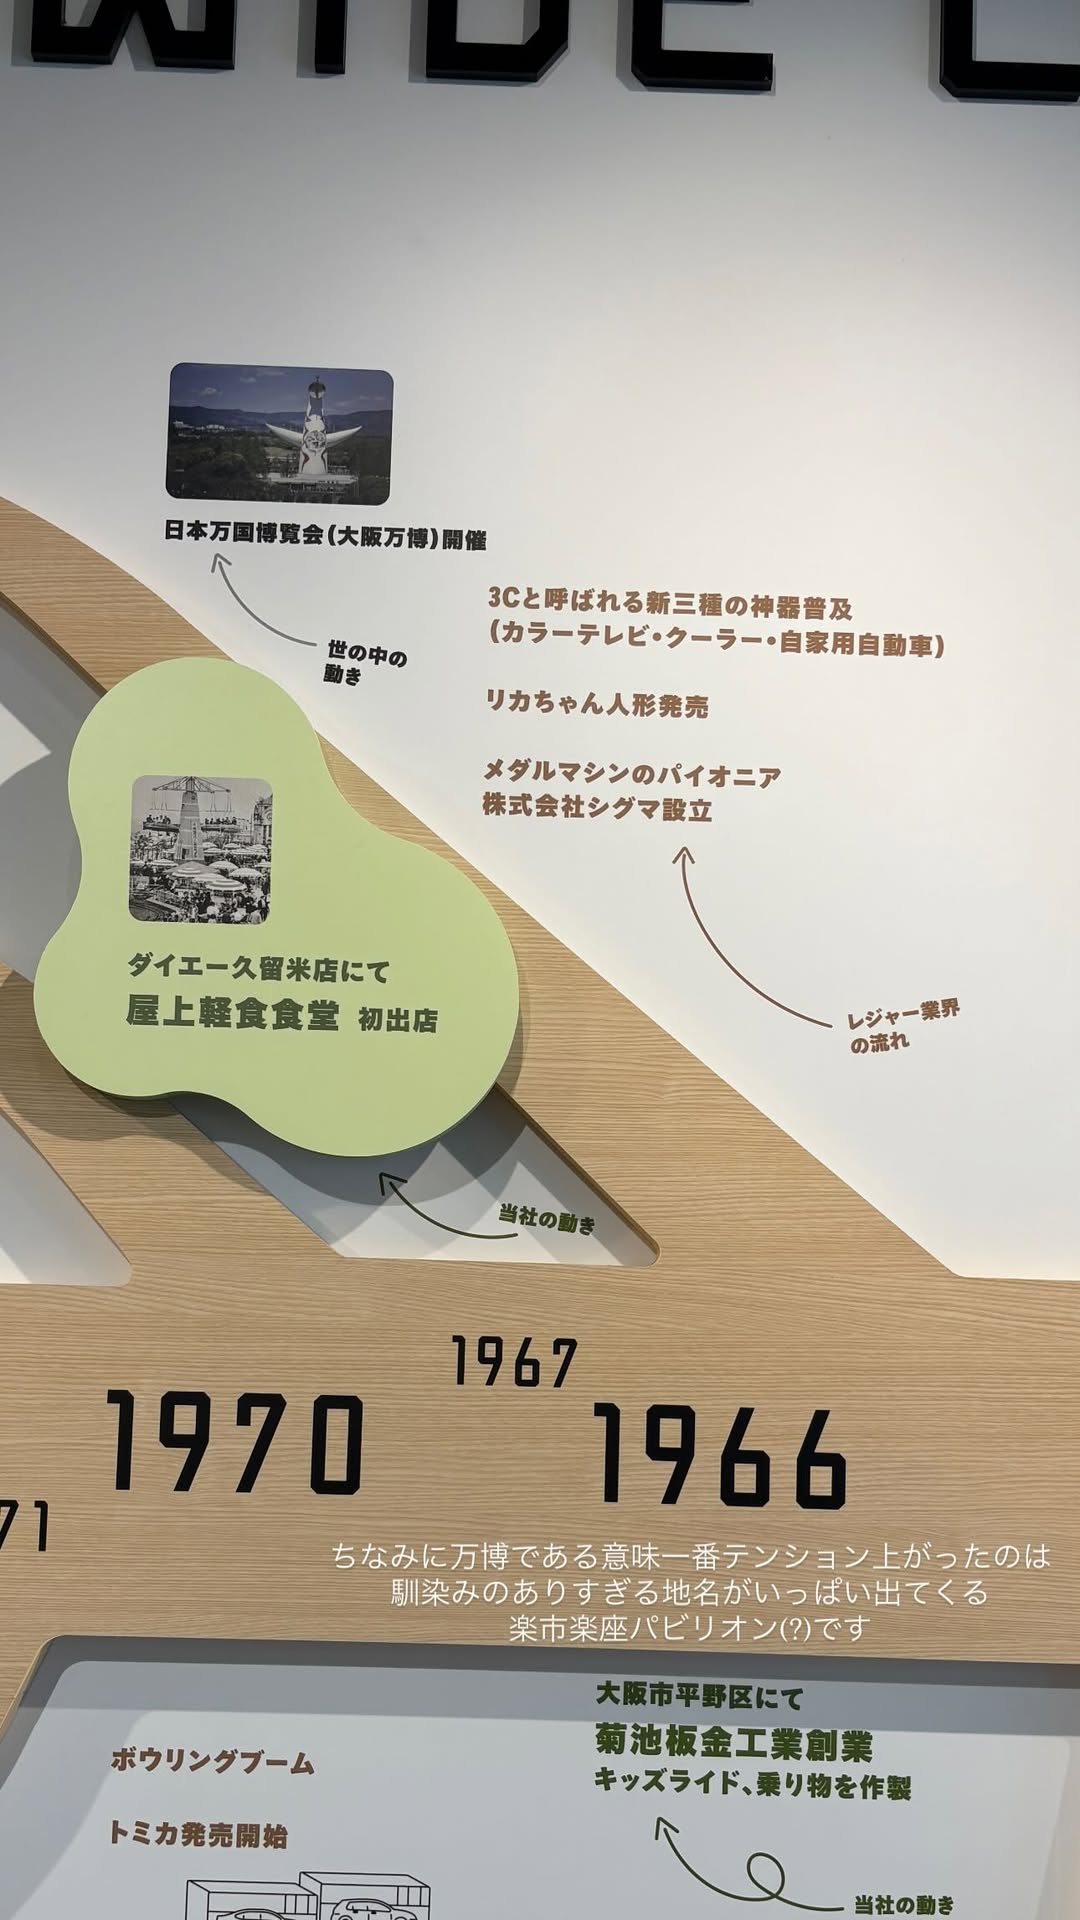 WIDE
日本万国博覧会(大阪万博)開催
世の中の
動き
3Cと呼ばれる新三種の神器普及
(カラーテレビ・クーラー・自家用自動車)
リカちゃん人形発売
メダルマシンのパイオニア
株式会社シグマ設立
レジャー業界
の流れ
ダイエー久留米店にて
屋上軽食食堂 初出店
当社の動き
1967
1970
1966
71
ちなみに万博である意味一番テンション上がったのは
馴染みのありすぎる地名がいっぱい出てくる
楽市楽座パビリオン(?)です
大阪市平野区にて
菊池板金工業創業
キッズライド、乗り物を作製
当社の動き
ボウリングブーム
トミカ発売開始